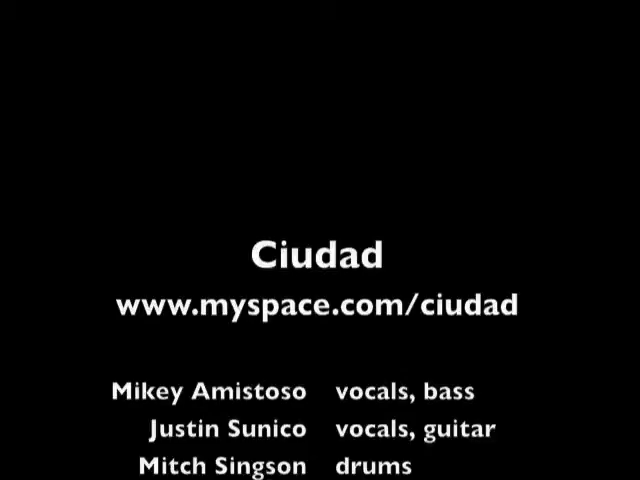 Ciudad
www.myspace.com/ciudad
Mikey Amistoso vocals, bass
Justin Sunico vocals, guitar
Mitch Singson drums